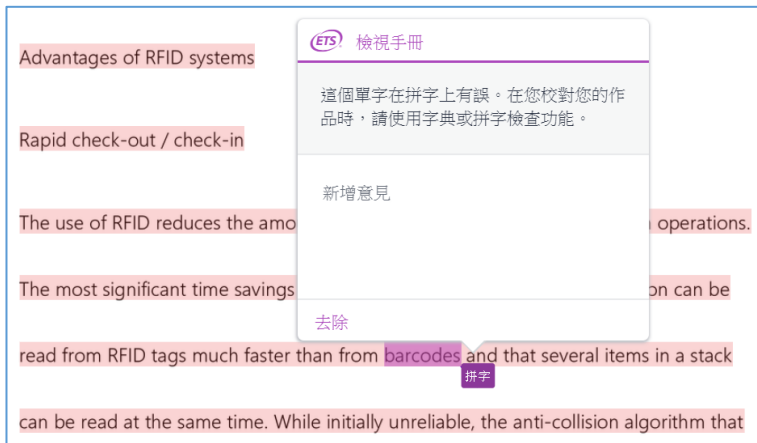 Advantages of RFID systems
ETS 檢視手冊
這個單字在拼字上有誤。在您校對您的作
品時，請使用字典或拼字檢查功能。
新增意見
去除
Rapid check-out / check-in
The use of RFID reduces the amo
operations.
The most significant time savings
on can be
read from RFID tags much faster than from barcodes and that several items in a stack
拼字
can be read at the same time. While initially unreliable, the anti-collision algorithm that